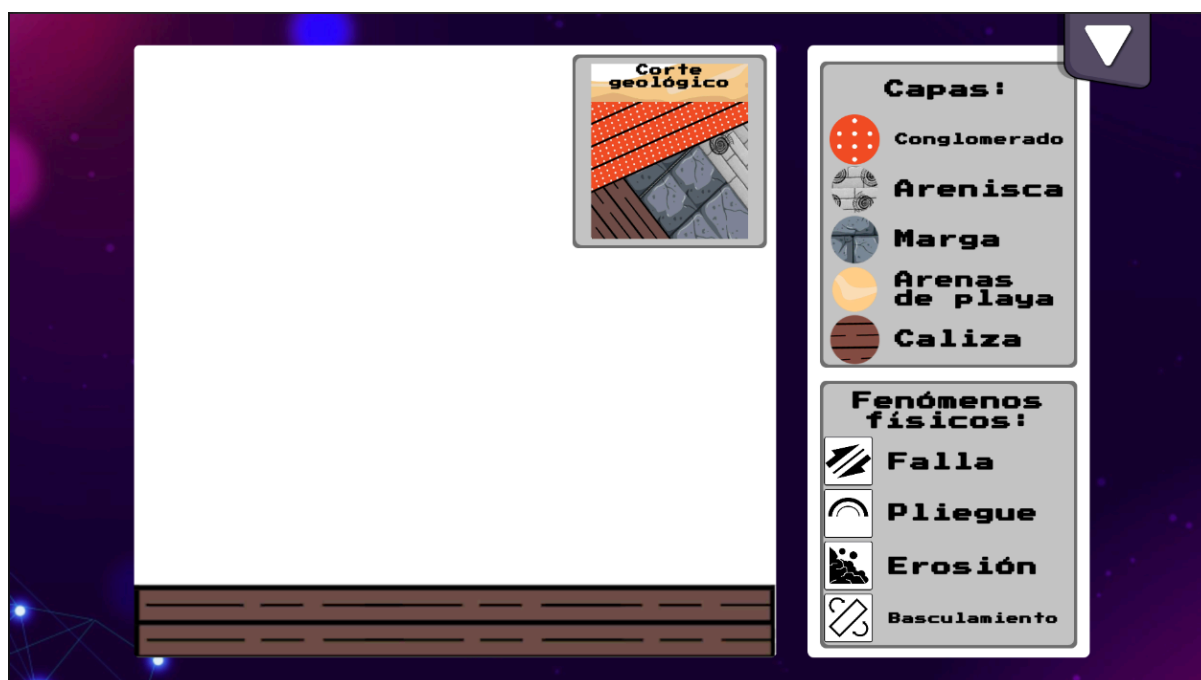 Corte
geológico
Capas:
Conglomerado
Arenisca
Marga
Arenas
de playa
Caliza
Fenómenos
físicos:
Falla
Pliegue
Erosión
Basculamiento